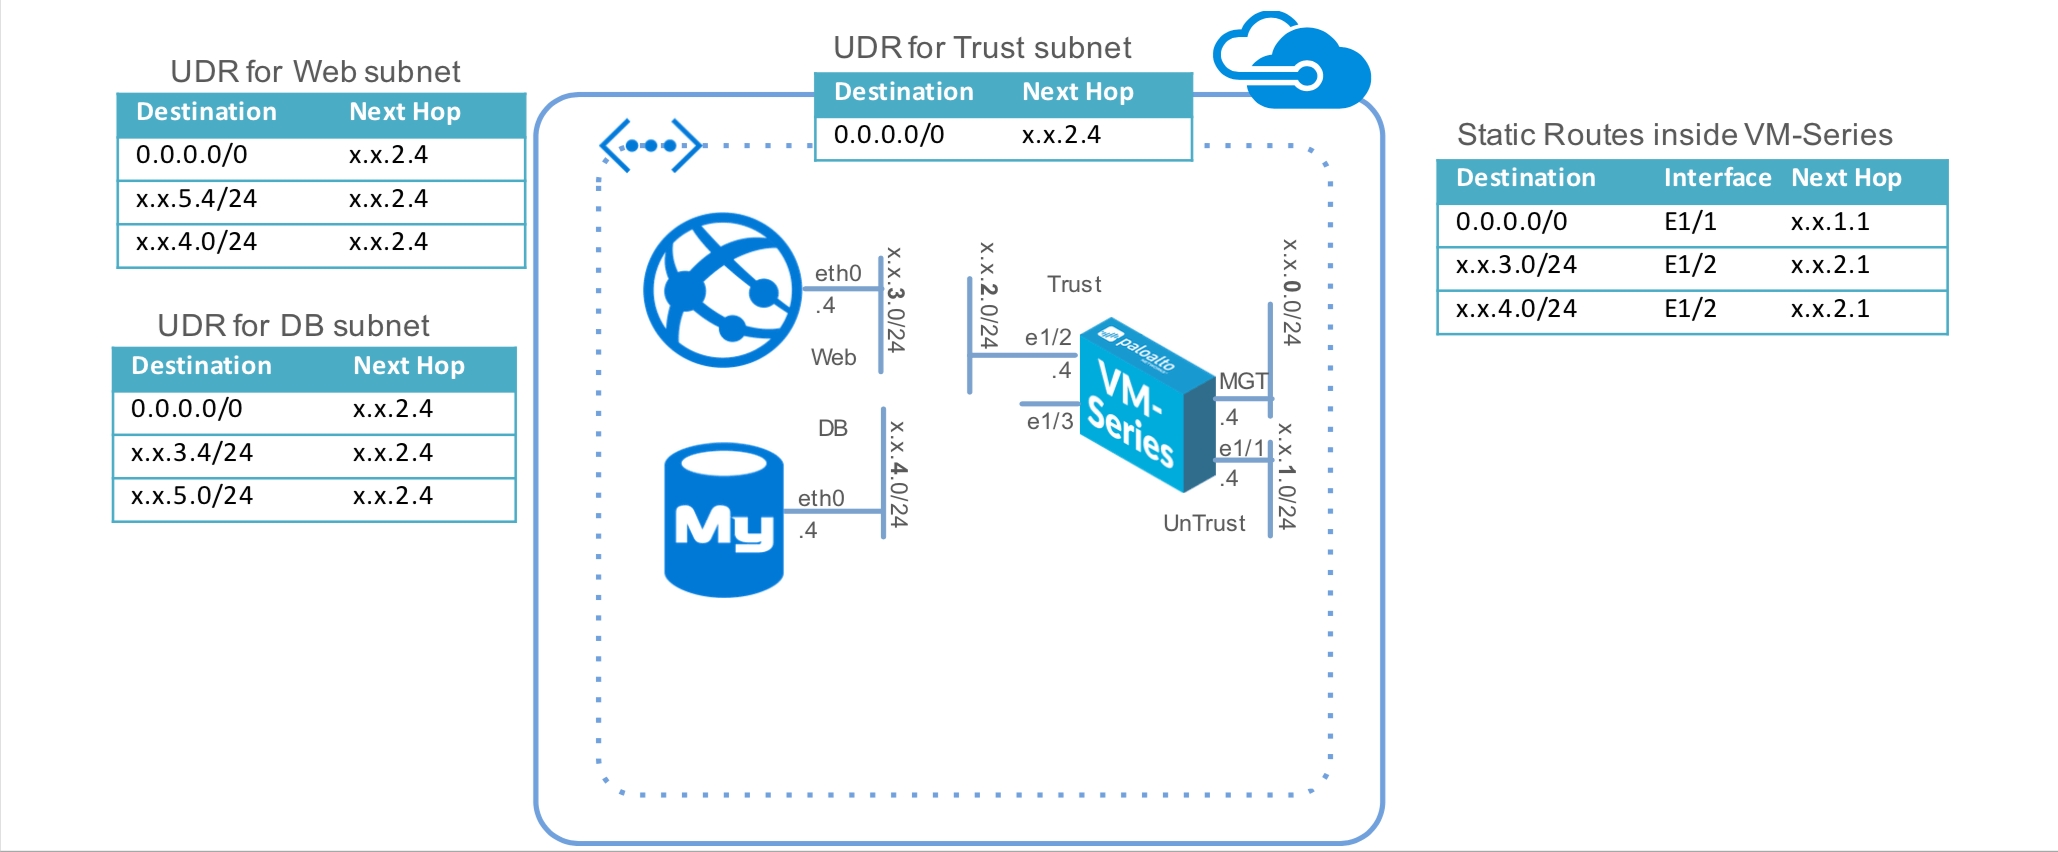 UDR for Web subnet
Destination Next Hop
0.0.0.0/0 x.x.2.4
x.x.5.4/24 x.x.2.4
x.x.4.0/24 x.x.2.4
UDR for DB subnet
Destination Next Hop
0.0.0.0/0 x.x.2.4
x.x.3.4/24 x.x.2.4
x.x.5.0/24 x.x.2.4
UDR for Trust subnet
Destination Next Hop
0.0.0.0/0 x.x.2.4
eth0
.4
Web
x.x.3.0/24
DB
eth0
.4
x.x.4.0/24
My
x.x.2.0/24
Trust
e1/2
.4
e1/3
paloalto
VM-
Series
x.x.0.0/24
MGT
.4
e1/1
.4
x.x.1.0/24
UnTrust
Static Routes inside VM-Series
Destination Interface Next Hop
0.0.0.0/0 E1/1 x.x.1.1
x.x.3.0/24 E1/2 x.x.2.1
x.x.4.0/24 E1/2 x.x.2.1